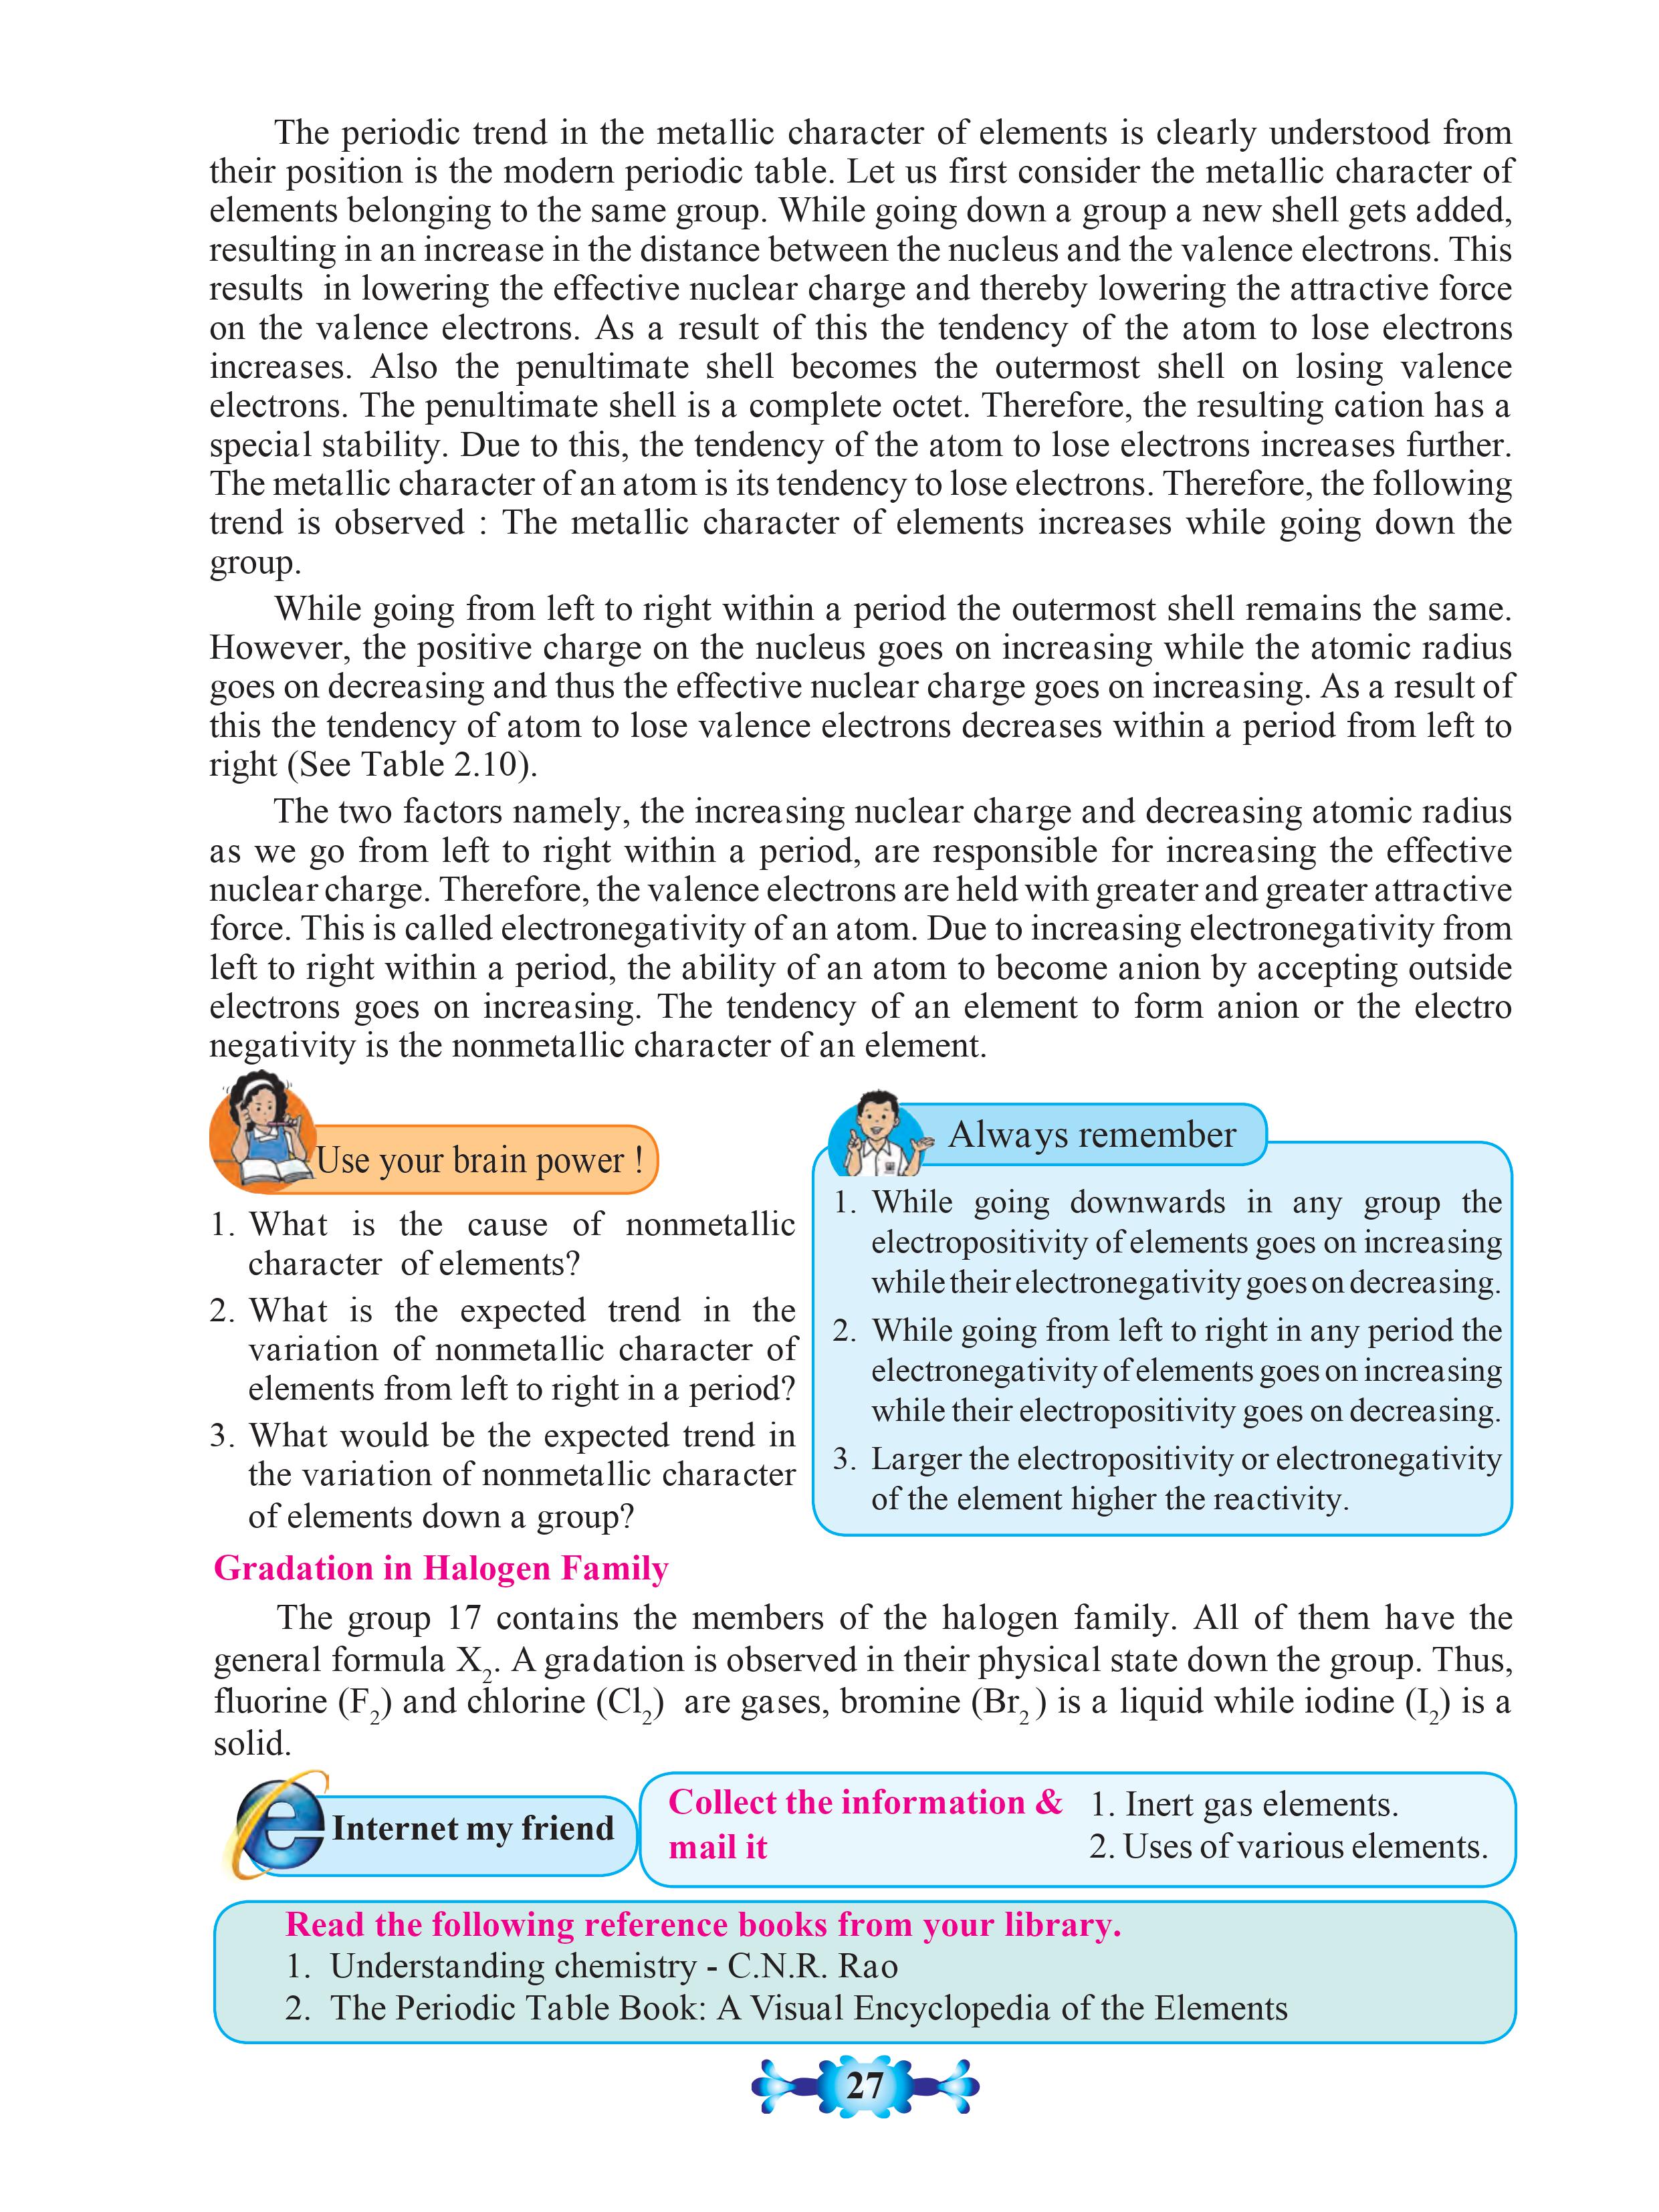 The periodic trend in the metallic character of elements is clearly understood from
their position is the modern periodic table. Let us first consider the metallic character of
elements belonging to the same group. While going down a group a new shell gets added,
resulting in an increase in the distance between the nucleus and the valence electrons. This
results in lowering the effective nuclear charge and thereby lowering the attractive force
on the valence electrons. As a result of this the tendency of the atom to lose electrons
increases. Also the penultimate shell becomes the outermost shell on losing valence
electrons. The penultimate shell is a complete octet. Therefore, the resulting cation has a
special stability. Due to this, the tendency of the atom to lose electrons increases further.
The metallic character of an atom is its tendency to lose electrons. Therefore, the following
trend is observed : The metallic character of elements increases while going down the
group.
While going from left to right within a period the outermost shell remains the same.
However, the positive charge on the nucleus goes on increasing while the atomic radius
goes on decreasing and thus the effective nuclear charge goes on increasing. As a result of
this the tendency of atom to lose valence electrons decreases within a period from left to
right (See Table 2.10).
The two factors namely, the increasing nuclear charge and decreasing atomic radius
as we go from left to right within a period, are responsible for increasing the effective
nuclear charge. Therefore, the valence electrons are held with greater and greater attractive
force. This is called electronegativity of an atom. Due to increasing electronegativity from
left to right within a period, the ability of an atom to become anion by accepting outside
electrons goes on increasing. The tendency of an element to form anion or the electro
negativity is the nonmetallic character of an element.
Use your brain power !
1. What is the cause of nonmetallic
character of elements?
2. What is the expected trend in the
variation of nonmetallic character of
elements from left to right in a period?
3. What would be the expected trend in
the variation of nonmetallic character
of elements down a group?
Always remember
1. While going downwards in any group the
electropositivity of elements goes on increasing
while their electronegativity goes on decreasing.
2. While going from left to right in any period the
electronegativity of elements goes on increasing
while their electropositivity goes on decreasing.
3. Larger the electropositivity or electronegativity
of the element higher the reactivity.
Gradation in Halogen Family
The group 17 contains the members of the halogen family. All of them have the
general formula X₂. A gradation is observed in their physical state down the group. Thus,
fluorine (F₂) and chlorine (Cl₂) are gases, bromine (Br₂ ) is a liquid while iodine (I₂) is a
solid.
Internet my friend
Collect the information &
mail it
1. Inert gas elements.
2. Uses of various elements.
Read the following reference books from your library.
1. Understanding chemistry - C.N.R. Rao
2. The Periodic Table Book: A Visual Encyclopedia of the Elements
27